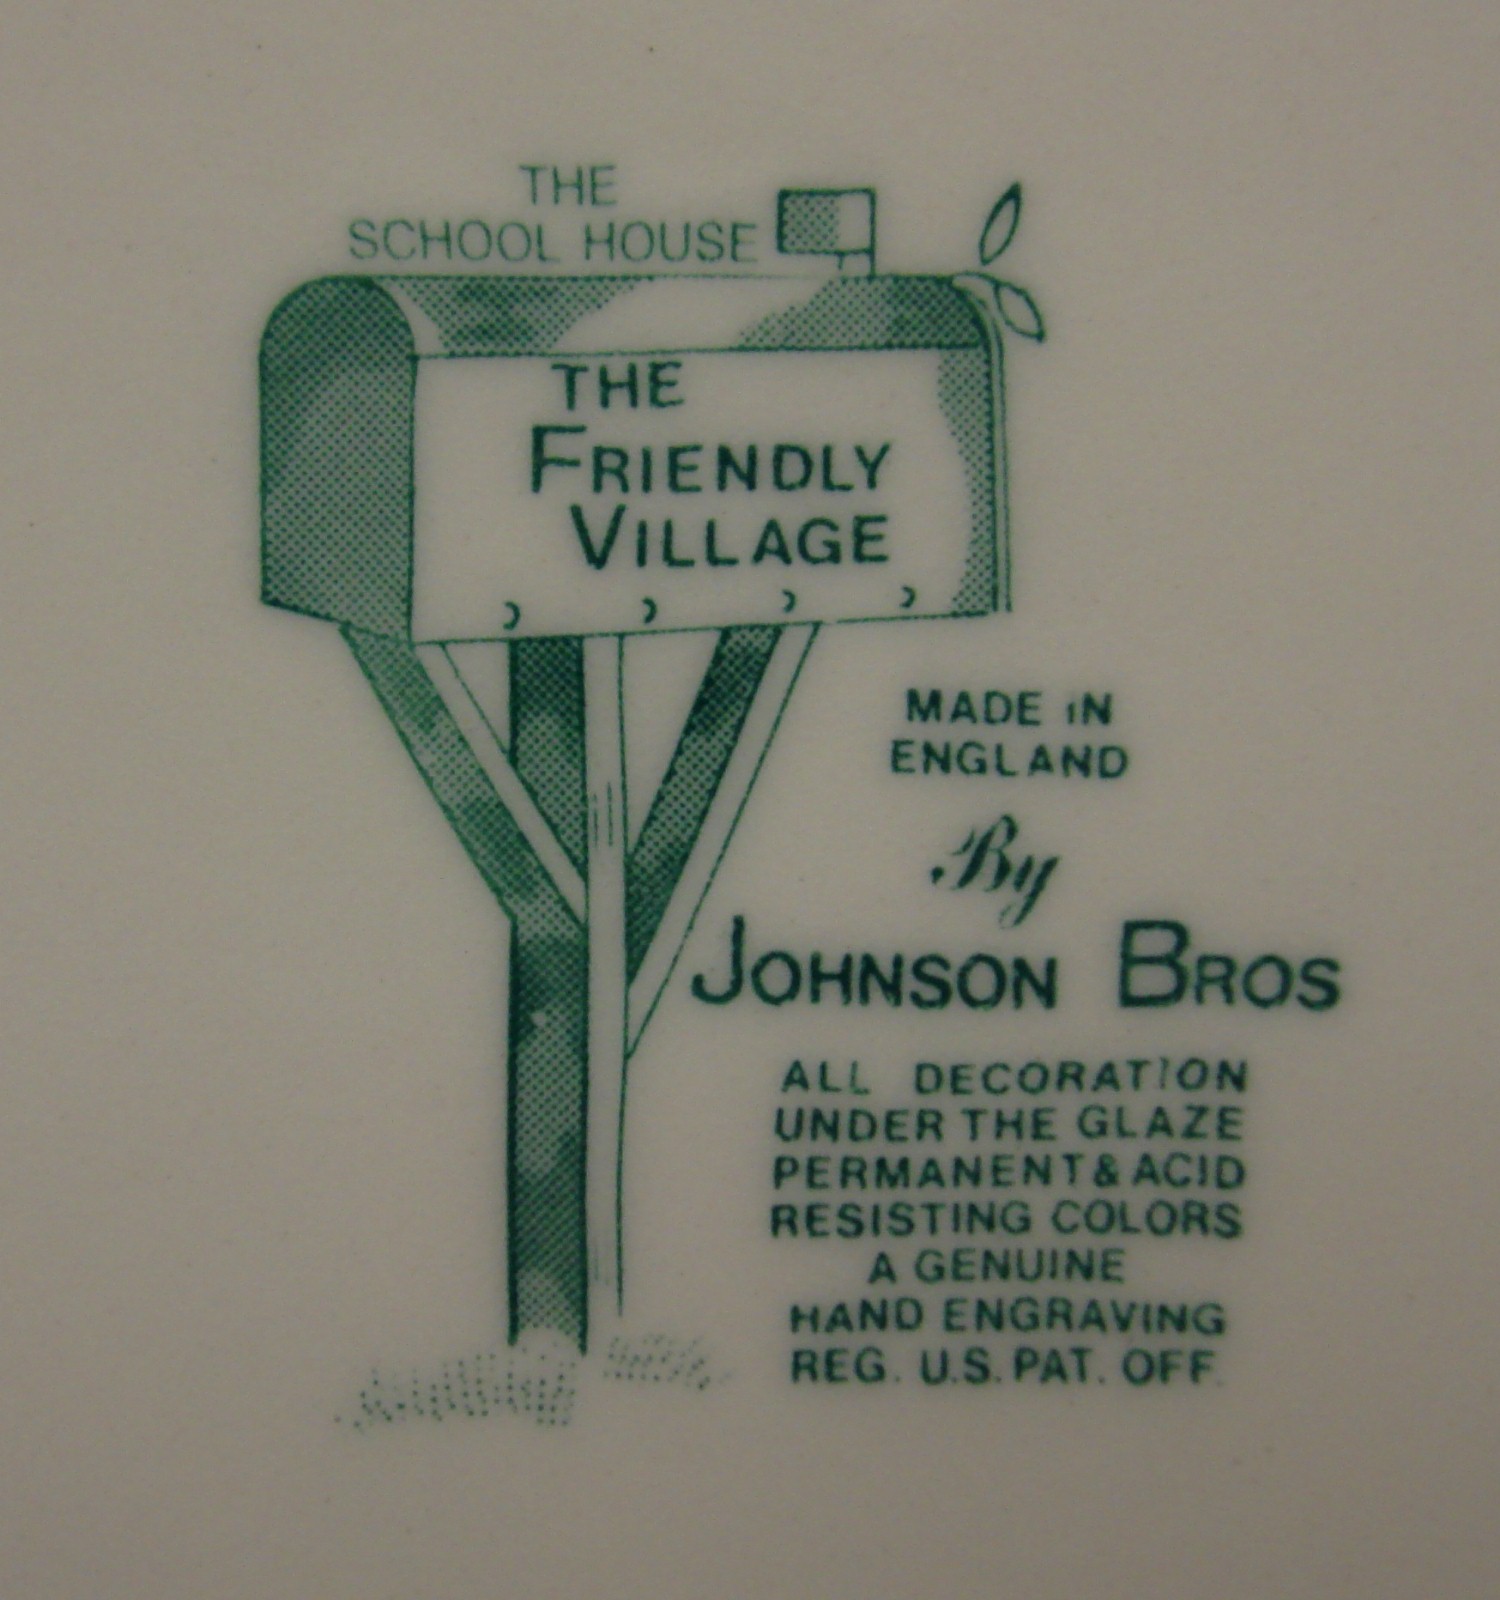 THE
SCHOOL HOUSE
THE
FRIENDLY
VILLAGE
MADE IN
ENGLAND
By
JOHNSON BROS
ALL DECORATION
UNDER THE GLAZE
PERMANENT & ACID
RESISTING COLORS
A GENUINE
HAND ENGRAVING
REG. U.S. PAT. OFF.